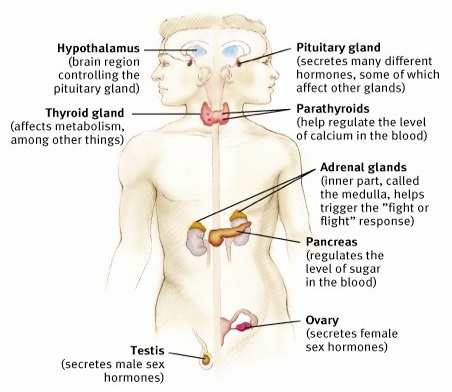 Hypothalamus
(brain region
controlling the
pituitary gland)
Pituitary gland
(secretes many different
hormones, some of which
affect other glands)
Thyroid gland
(affects metabolism,
among other things)
Parathyroids
(help regulate the level
of calcium in the blood)
Adrenal glands
(inner part, called
the medulla, helps
trigger the "fight or
flight" response)
Pancreas
(regulates the
level of sugar
in the blood)
Ovary
(secretes female
sex hormones)
Testis
(secretes male sex
hormones)